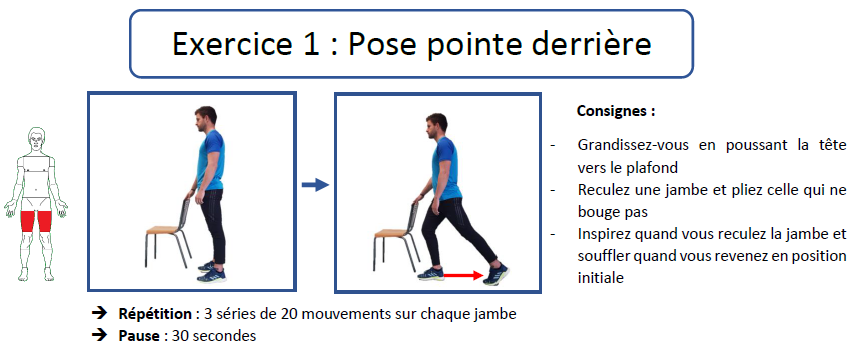 Exercice 1 : Pose pointe derrière
Consignes :
- Grandissez-vous en poussant la tête
vers le plafond
- Reculez une jambe et pliez celle qui ne
bouge pas
- Inspirez quand vous reculez la jambe et
souffler quand vous revenez en position
initiale
➔ Répétition : 3 séries de 20 mouvements sur chaque jambe
➔ Pause : 30 secondes